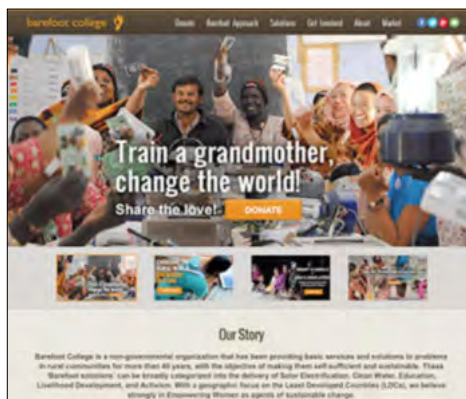 barefoot college
Donate Barefoot Approach Solutions Get Involved About Market
Train a grandmother,
change the world!
Share the love! DONATE
Our Story
Barefoot College is a non-governmental organization that has been providing basic services and solutions to problems
in rural communities for more than 40 years, with the objective of making them self-sufficient and sustainable. These
'Barefoot solutions' can be broadly categorized into the delivery of Solar Electrification, Clean Water, Education,
Livelihood Development, and Activism. With a geographic focus on the Least Developed Countries (LDCs), we believe
strongly in Empowering Women as agents of sustainable change.